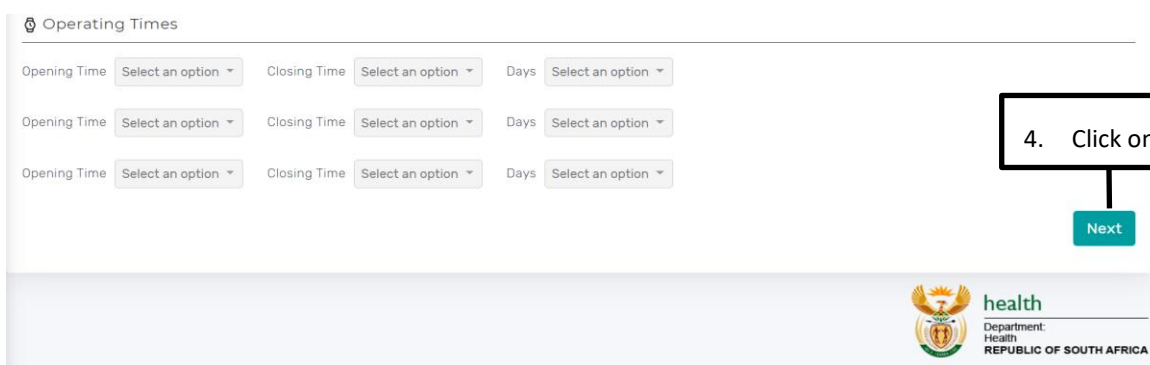 Operating Times
Opening Time Select an option Closing Time Select an option Days Select an option
Opening Time Select an option Closing Time Select an option Days Select an option
4. Click
Opening Time Select an option Closing Time Select an option Days Select an option
Next
health
Department:
Health
REPUBLIC OF SOUTH AFRICA